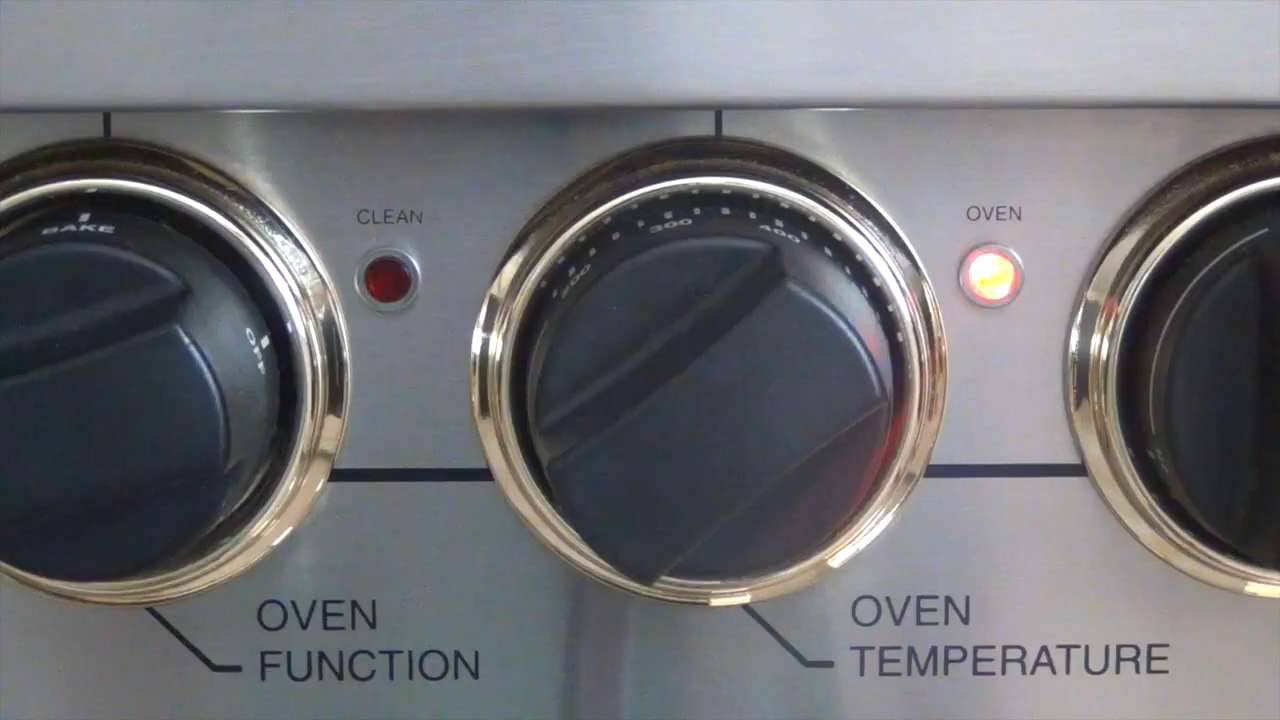 CLEAN
OVEN
BAKE
OFF
200
300
400
OVEN
FUNCTION
OVEN
TEMPERATURE